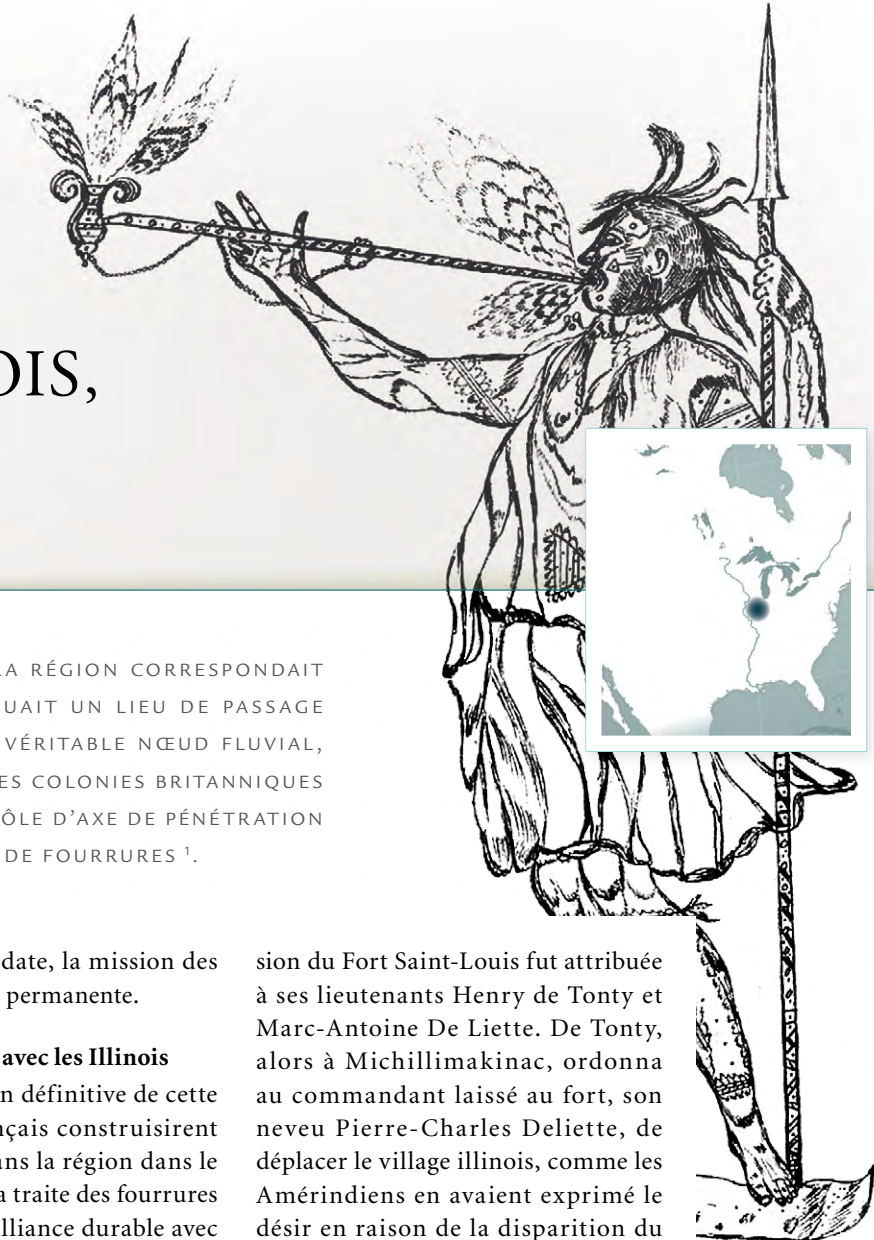 OIS,
LA RÉGION CORRESPONDAIT
UAIT UN LIEU DE PASSAGE
VÉRITABLE NŒUD FLUVIAL,
ES COLONIES BRITANNIQUES
ÔLE D’AXE DE PÉNÉTRATION
DE FOURRURES ¹.
date, la mission des
permanente.
avec les Illinois
n définitive de cette
nçais construisirent
ans la région dans le
a traite des fourrures
lliance durable avec
sion du Fort Saint-Louis fut attribuée
à ses lieutenants Henry de Tonty et
Marc-Antoine De Liette. De Tonty,
alors à Michillimakinac, ordonna
au commandant laissé au fort, son
neveu Pierre-Charles Deliette, de
déplacer le village illinois, comme les
Amérindiens en avaient exprimé le
désir en raison de la disparition du